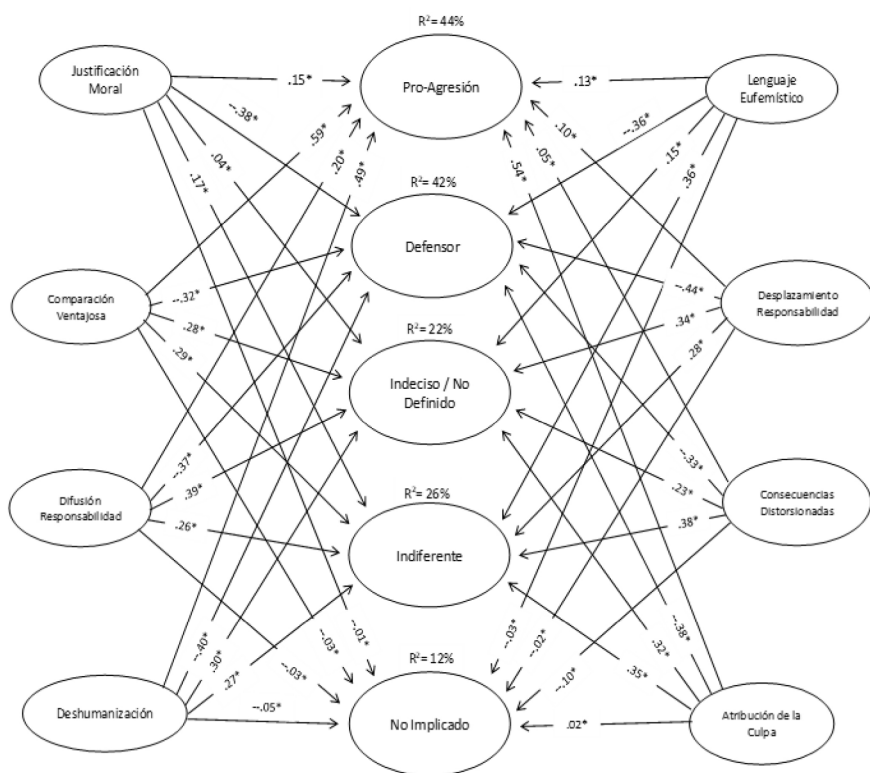 R²= 44%
Justificación
Moral
.15*
Pro-Agresión
.13*
Lenguaje
Eufemístico
--.38*
.59*
.20*
.49*
.54*
.05*
.10*
--.36*
.04*
.17*
.15*
.36*
R²= 42%
Defensor
Comparación
Ventajosa
--.32*
.28*
.29*
--.44*
.34*
.28*
Desplazamiento
Responsabilidad
R²= 22%
Indeciso / No
Definido
Difusión
Responsabilidad
--.37*
.39*
.26*
--.33*
.23*
.38*
Consecuencias
Distorsionadas
R²= 26%
Indiferente
--.40*
.30*
.27*
--.03*
--.03*
--.01*
--.03*
--.02*
--.10*
.35*
.32*
--.38*
R²= 12%
Deshumanización
--.05*
No Implicado
.02*
Atribución de la
Culpa